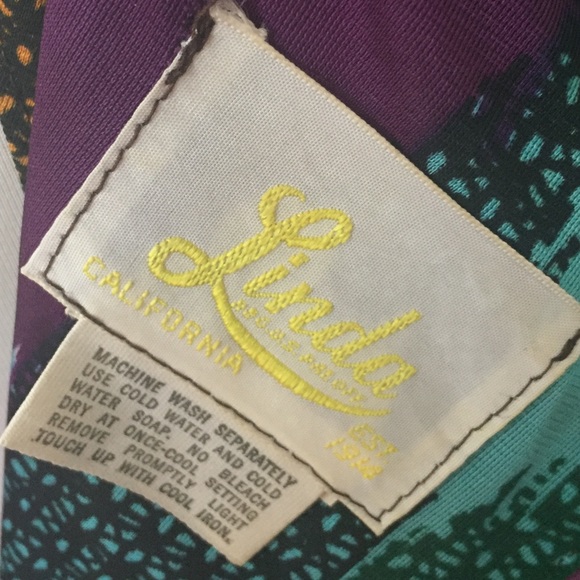 Linda
CALIFORNIA
EST.
MACHINE WASH SEPARATELY
USE COLD WATER AND COLD
WATER SOAP. NO BLEACH
DRY AT ONCE-COOL SETTING
REMOVE PROMPTLY LIGHT
TOUCH UP WITH COOL IRON.